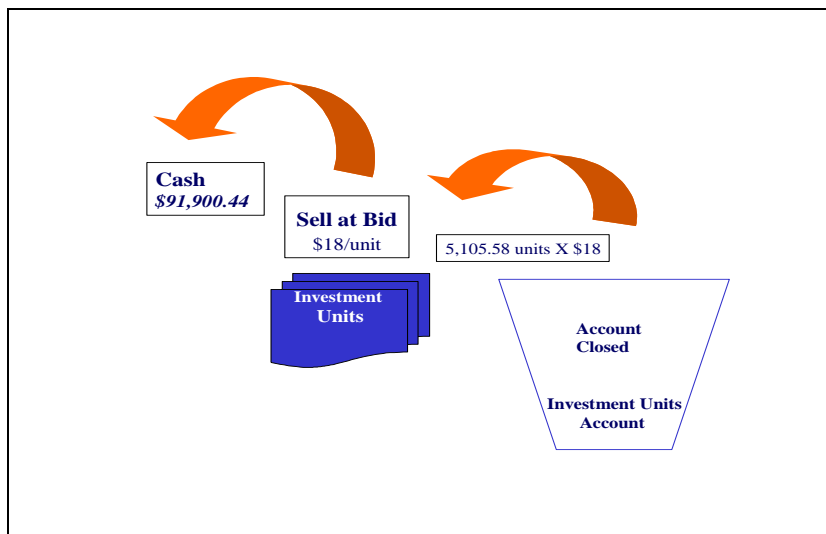 Cash
$91,900.44
Sell at Bid
$18/unit
5,105.58 units X $18
Investment
Units
Account
Closed
Investment Units
Account